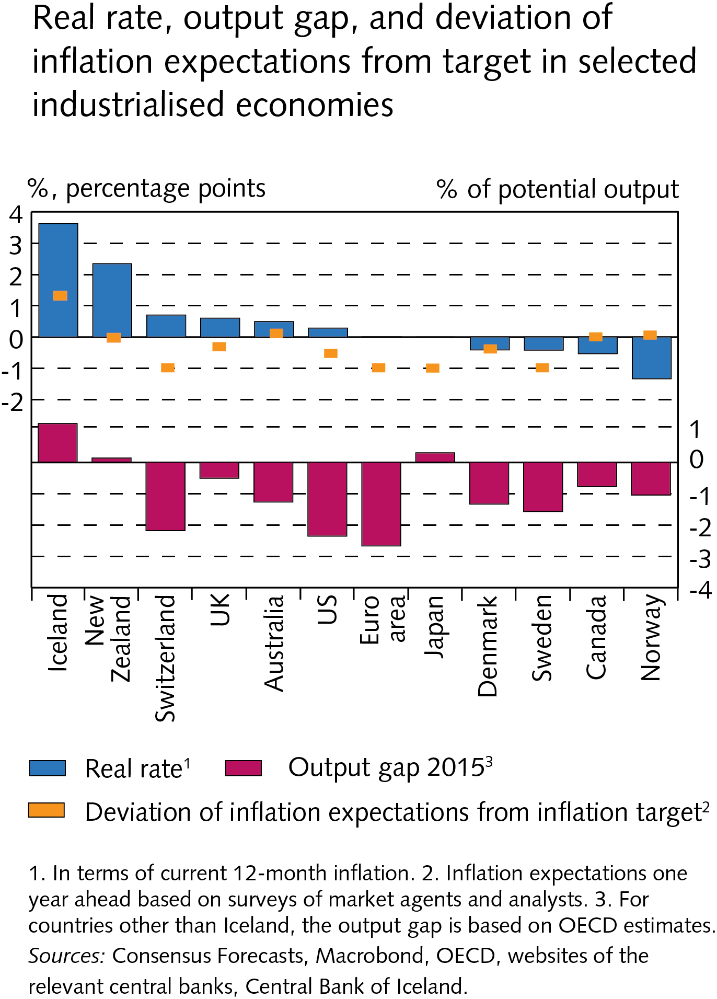 Real rate, output gap, and deviation of
inflation expectations from target in selected
industrialised economies
%, percentage points
% of potential output
4
3
2
1
0
-1
-2
1
0
-1
-2
-3
-4
Iceland
New
Zealand
Switzerland
UK
Australia
US
Euro
area
Japan
Denmark
Sweden
Canada
Norway
Real rate¹
Output gap 2015³
Deviation of inflation expectations from inflation target²
1. In terms of current 12-month inflation. 2. Inflation expectations one
year ahead based on surveys of market agents and analysts. 3. For
countries other than Iceland, the output gap is based on OECD estimates.
Sources: Consensus Forecasts, Macrobond, OECD, websites of the
relevant central banks, Central Bank of Iceland.